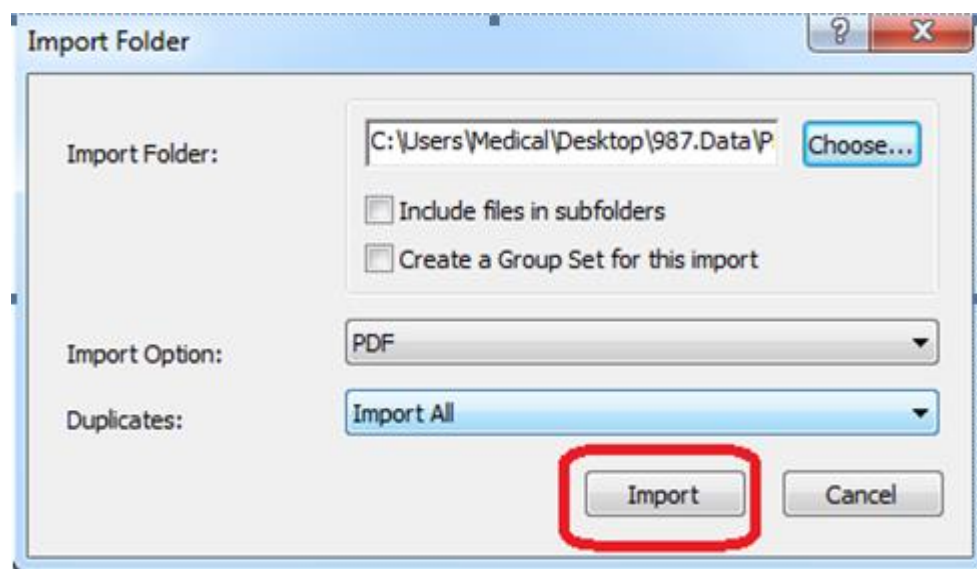 Import Folder
Import Folder:
C:\Users\Medical\Desktop\987.Data\P
Choose...
Include files in subfolders
Create a Group Set for this import
Import Option:
PDF
Duplicates:
Import All
Import
Cancel